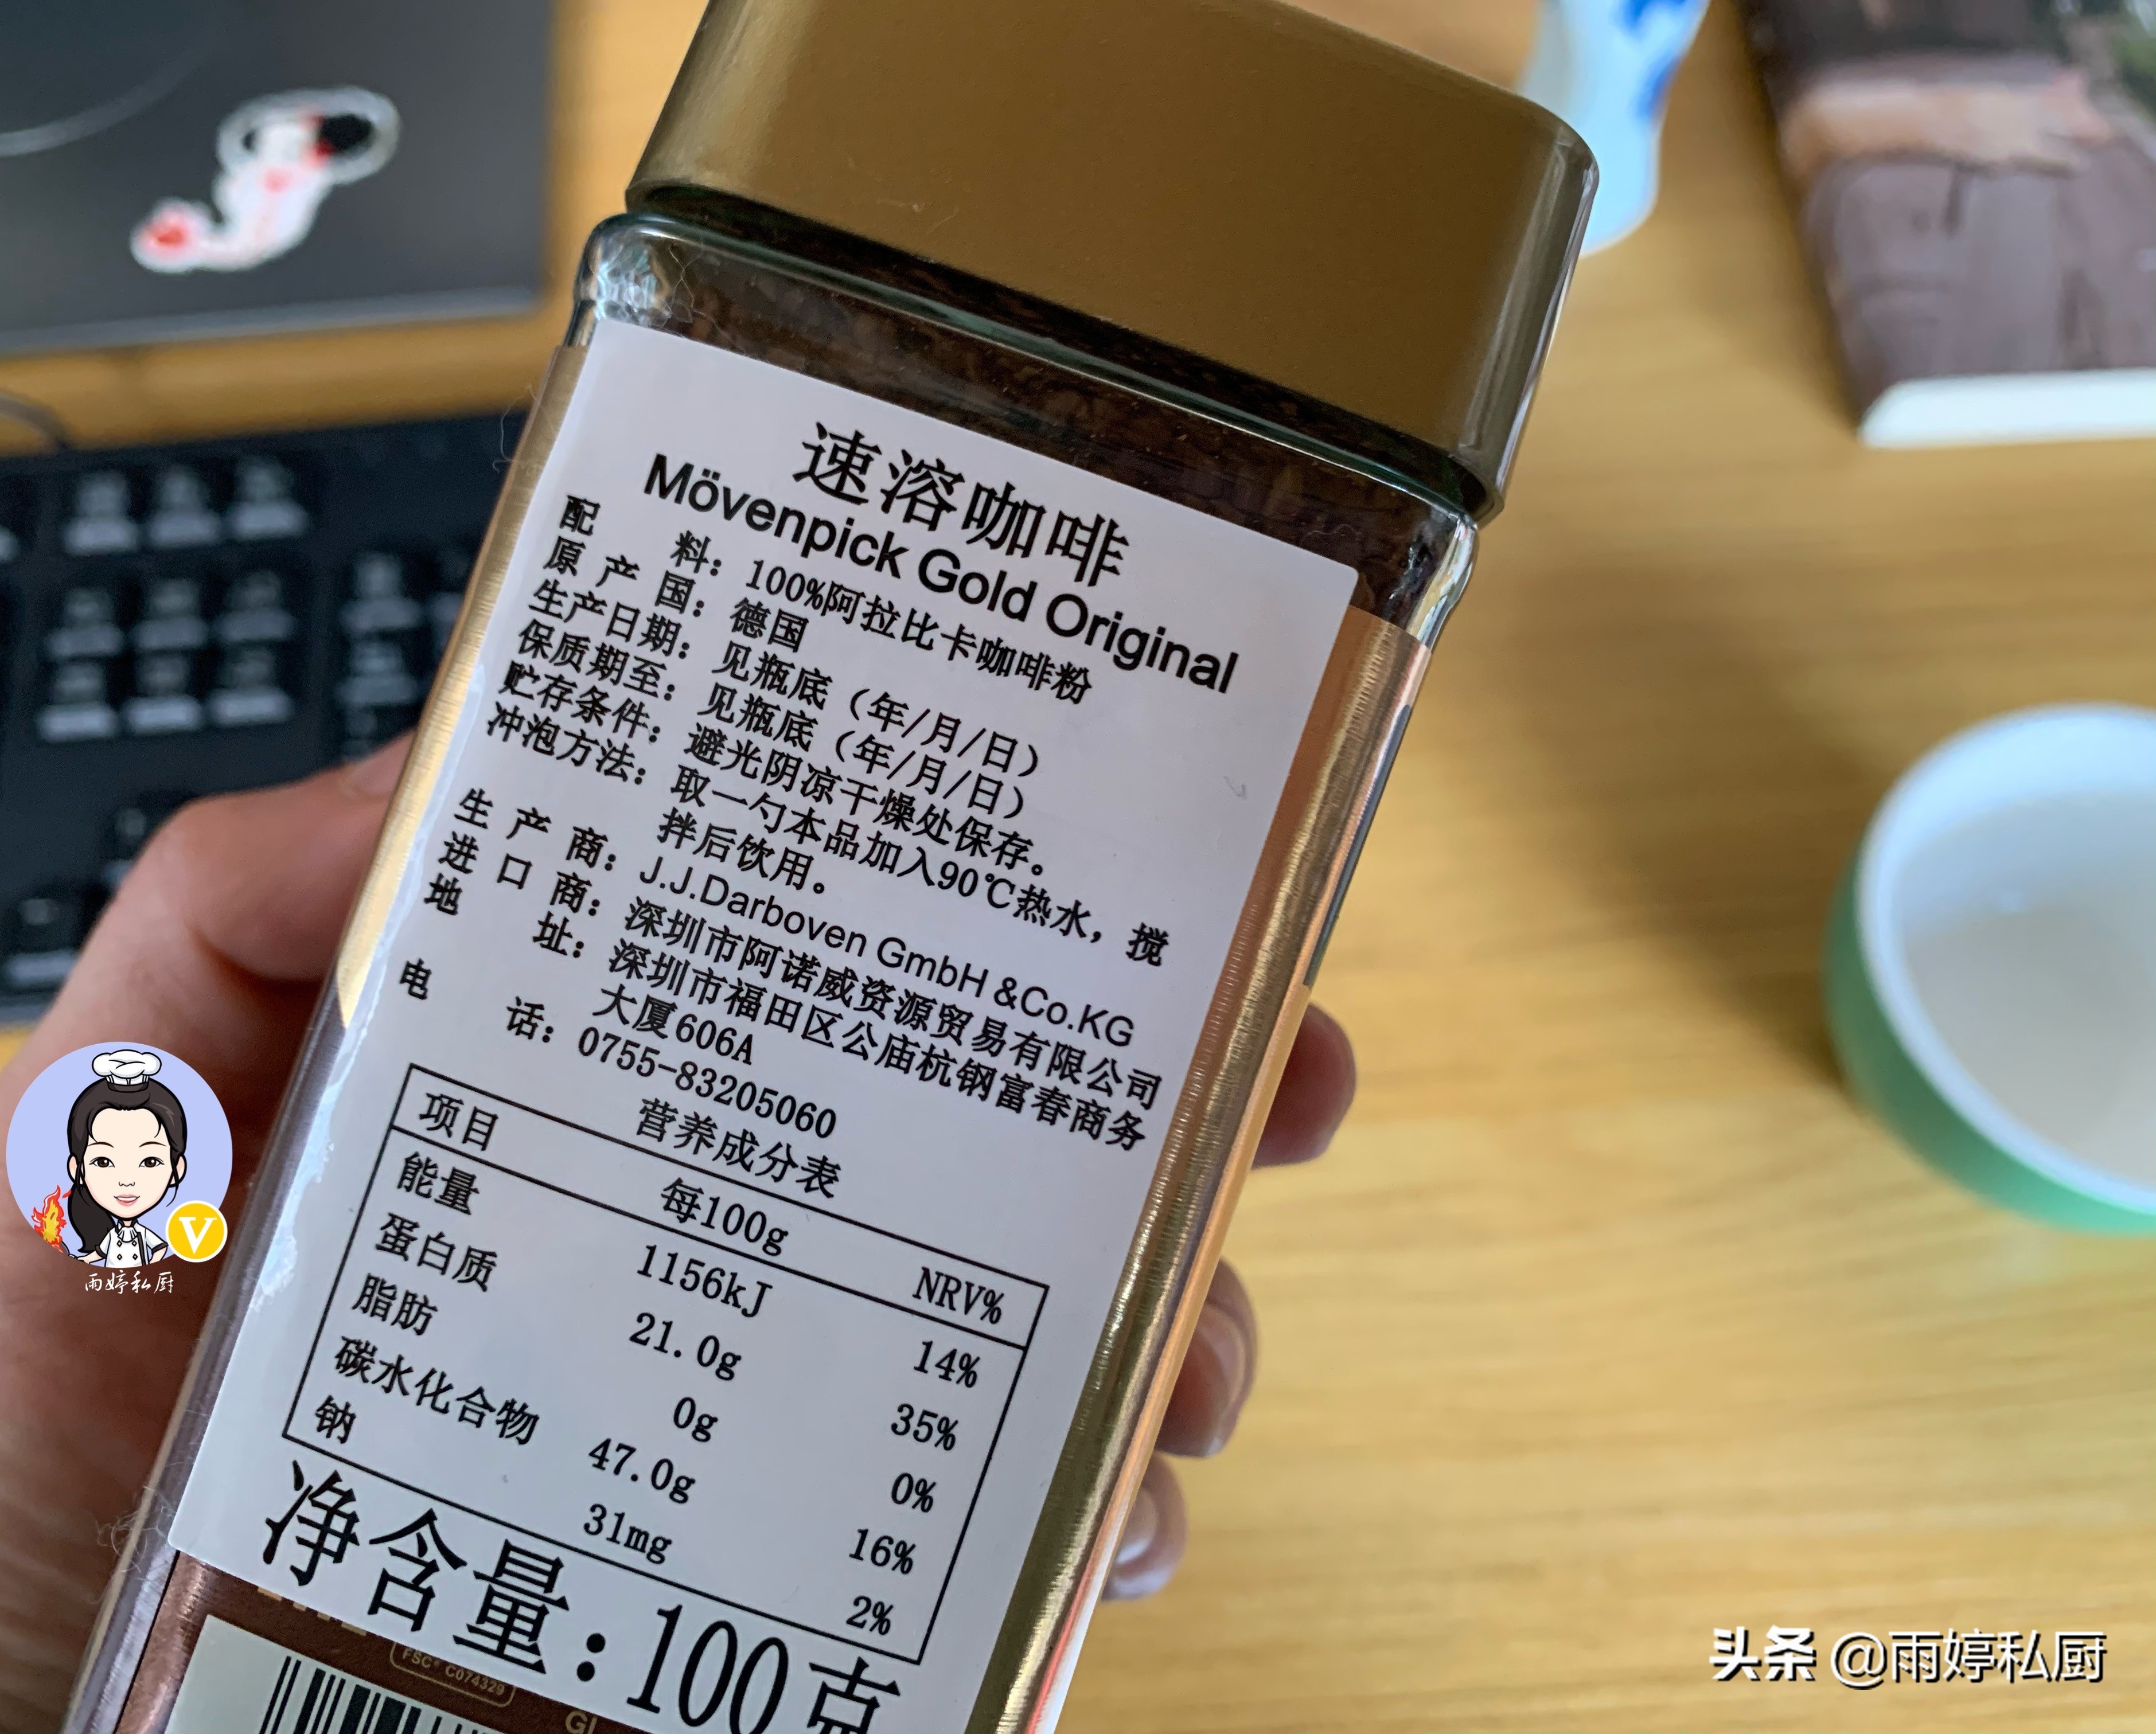 速溶咖啡
Mövenpick Gold Original
配料：100%阿拉比卡咖啡粉
原产国：德国
生产日期：见瓶底（年/月/日）
保质期至：见瓶底（年/月/日）
贮存条件：避光阴凉干燥处保存。
冲泡方法：取一勺本品加入90℃热水，搅
拌后饮用。
生产商：J.J.Darboven GmbH &Co.KG
进口商：深圳市阿诺威资源贸易有限公司
地址：深圳市福田区公庙杭钢富春商务
大厦606A
电话：0755-83205060
营养成分表
项目 每100g NRV%
能量 1156kJ 14%
蛋白质 21.0g 35%
脂肪 0g 0%
碳水化合物 47.0g 16%
钠 31mg 2%
净含量：100克
FSC® C074329
V
雨婷私厨
头条 @雨婷私厨